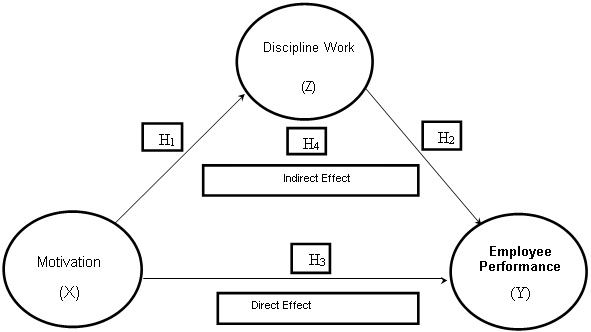 Discipline Work
(Z)
H1
H4
H2
Indirect Effect
Motivation
(X)
H3
Employee
Performance
(Y)
Direct Effect